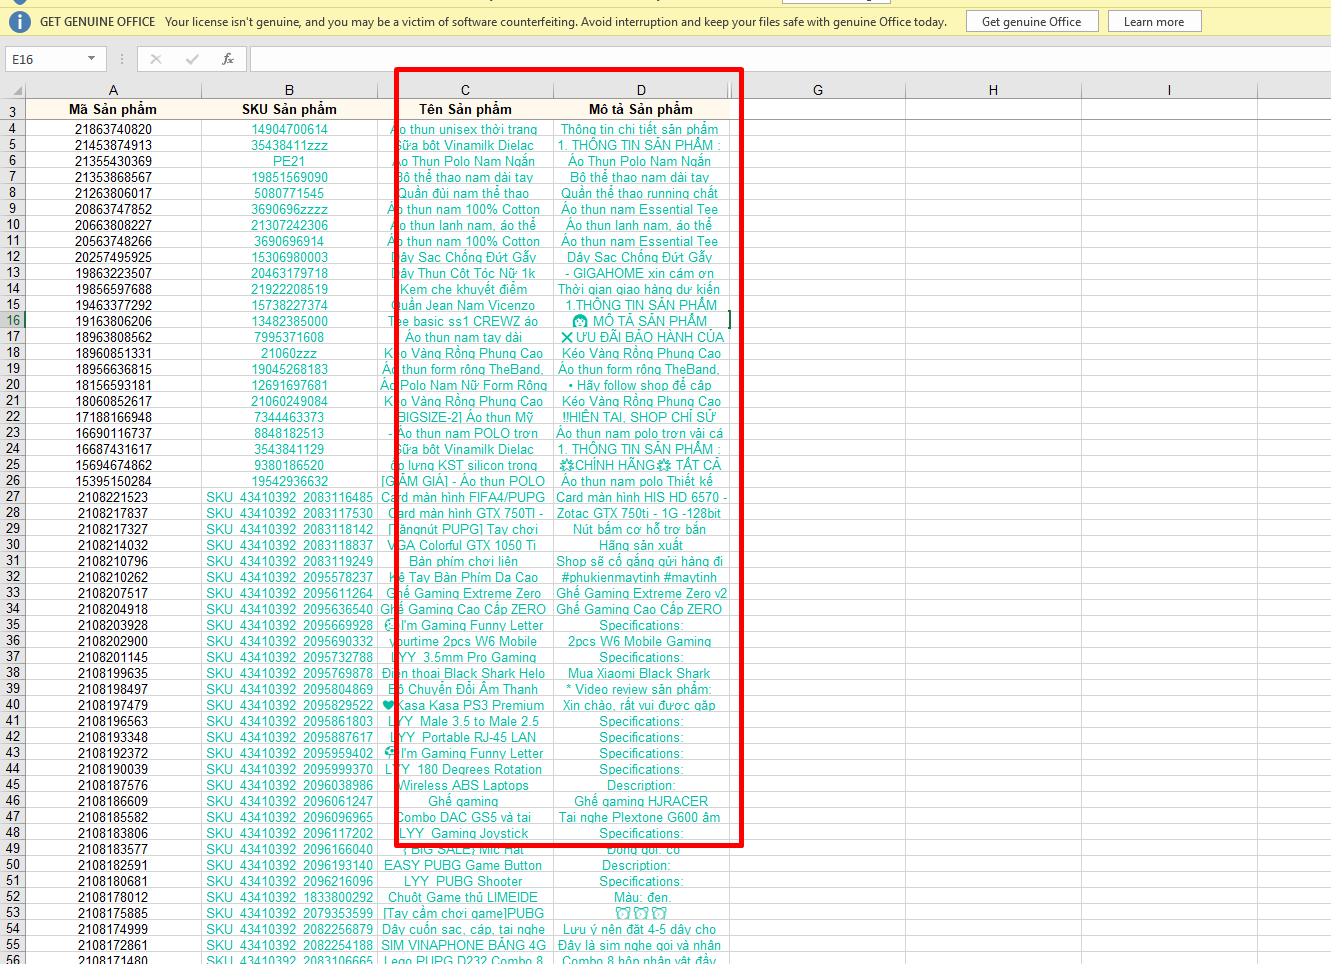 GET GENUINE OFFICE Your license isn't genuine, and you may be a victim of software counterfeiting. Avoid interruption and keep your files safe with genuine Office today. Get genuine Office Learn more
E16 fx
A B C D G H I
3 Mã Sản phẩm SKU Sản phẩm Tên Sản phẩm Mô tả Sản phẩm
4 21863740820 14904700614 Áo thun unisex thời trang Thông tin chi tiết sản phẩm
5 21453874913 35438411zzz Sữa bột Vinamilk Dielac 1. THÔNG TIN SẢN PHẨM :
6 21355430369 PE21 Áo Thun Polo Nam Ngắn Áo Thun Polo Nam Ngắn
7 21353868567 19851569090 Bộ thể thao nam dài tay Bộ thể thao nam dài tay
8 21263806017 5080771545 Quần đùi nam thể thao Quần thể thao running chất
9 20863747852 3690696zzzz Áo thun nam 100% Cotton Áo thun nam Essential Tee
10 20663808227 21307242306 Áo thun lạnh nam, áo thể Áo thun lạnh nam, áo thể
11 20563748266 3690696914 Áo thun nam 100% Cotton Áo thun nam Essential Tee
12 20257495925 15306980003 Dây Sạc Chống Đứt Gẫy Dây Sạc Chống Đứt Gẫy
13 19863223507 20463179718 Dây Thun Cột Tóc Nữ 1k - GIGAHOME xin cám ơn
14 19856597688 21922208519 Kem che khuyết điểm Thời gian giao hàng dự kiến
15 19463377292 15738227374 Quần Jean Nam Vicenzo 1.THÔNG TIN SẢN PHẨM
16 19163806206 13482385000 Tee basic ss1 CREWZ áo MÔ TẢ SẢN PHẨM
17 18963808562 7995371608 Áo thun nam tay dài ❌ƯU ĐÃI BẢO HÀNH CỦA
18 18960851331 21060zzz Kéo Vàng Rồng Phụng Cao Kéo Vàng Rồng Phụng Cao
19 18956636815 19045268183 Áo thun form rộng TheBand, Áo thun form rộng TheBand,
20 18156593181 12691697681 Áo Polo Nam Nữ Form Rộng • Hãy follow shop để cập
21 18060852617 21060249084 Kéo Vàng Rồng Phụng Cao Kéo Vàng Rồng Phụng Cao
22 17188166948 7344463373 [BIGSIZE-2] Áo thun Mỹ !!HIỆN TẠI, SHOP CHỈ SỬ
23 16690116737 8848182513 - Áo thun nam POLO trơn Áo thun nam polo trơn vải cá
24 16687431617 3543841129 Sữa bột Vinamilk Dielac 1. THÔNG TIN SẢN PHẨM :
25 15694674862 9380186520 ốp lưng KST silicon trong 💥CHÍNH HÃNG💥 TẤT CẢ
26 15395150284 19542936632 [GIẢM GIÁ] - Áo thun POLO Áo thun nam polo Thiết kế
27 2108221523 SKU_43410392_2083116485 Card màn hình FIFA4/PUPG Card màn hình HIS HD 6570 -
28 2108217837 SKU_43410392_2083117530 Card màn hình GTX 750TI - Zotac GTX 750ti - 1G -128bit
29 2108217327 SKU_43410392_2083118142 [Tặngnút PUPG] Tay chơi Nút bấm cơ hỗ trợ bắn
30 2108214032 SKU_43410392_2083118837 VGA Colorful GTX 1050 Ti Hãng sản xuất
31 2108210796 SKU_43410392_2083119249 Bàn phím chơi liên Shop sẽ cố gắng gửi hàng đi
32 2108210262 SKU_43410392_2095578237 Kê Tay Bàn Phím Da Cao #phukienmaytinh #maytinh
33 2108207517 SKU_43410392_2095611264 Ghế Gaming Extreme Zero Ghế Gaming Extreme Zero v2
34 2108204918 SKU_43410392_2095636540 Ghế Gaming Cao Cấp ZERO Ghế Gaming Cao Cấp ZERO
35 2108203928 SKU_43410392_2095669928 I'm Gaming Funny Letter Specifications:
36 2108202900 SKU_43410392_2095690332 yourtime 2pcs W6 Mobile 2pcs W6 Mobile Gaming
37 2108201145 SKU_43410392_2095732788 LYY_3.5mm Pro Gaming Specifications:
38 2108199635 SKU_43410392_2095769878 Điện thoại Black Shark Helo Mua Xiaomi Black Shark
39 2108198497 SKU_43410392_2095804869 Bộ Chuyển Đổi Âm Thanh * Video review sản phẩm:
40 2108197479 SKU_43410392_2095829522 ❤Kasa Kasa PS3 Premium Xin chào, rất vui được gặp
41 2108196563 SKU_43410392_2095861803 LYY_Male 3.5 to Male 2.5 Specifications:
42 2108193348 SKU_43410392_2095887617 LYY_Portable RJ-45 LAN Specifications:
43 2108192372 SKU_43410392_2095959402 I'm Gaming Funny Letter Specifications:
44 2108190039 SKU_43410392_2095999370 LYY_180 Degrees Rotation Specifications:
45 2108187576 SKU_43410392_2096038986 Wireless ABS Laptops Description:
46 2108186609 SKU_43410392_2096061247 Ghế gaming Ghế gaming HJRACER
47 2108185582 SKU_43410392_2096096965 Combo DAC GS5 và tai Tai nghe Plextone G600 âm
48 2108183806 SKU_43410392_2096117202 LYY_Gaming Joystick Specifications:
49 2108183577 SKU_43410392_2096166040 { BIG SALE} Mic Hát Đóng gói: có
50 2108182591 SKU_43410392_2096193140 EASY PUBG Game Button Description:
51 2108180681 SKU_43410392_2096216096 LYY_PUBG Shooter Specifications:
52 2108178012 SKU_43410392_1833800292 Chuột Game thủ LIMEIDE Màu: đen.
53 2108175885 SKU_43410392_2079353599 [Tay cầm chơi game]PUBG
54 2108174999 SKU_43410392_2082256879 Dây cuốn sạc, cáp, tai nghe Lưu ý nên đặt 4-5 dây cho
55 2108172861 SKU_43410392_2082254188 SIM VINAPHONE BẰNG 4G Đây là sim nghe gọi và nhắn
56 2108171480 SKU_43410392_2083106665 Lego PUPG D232 Combo 8 Combo 8 hộp nhân vật đầy